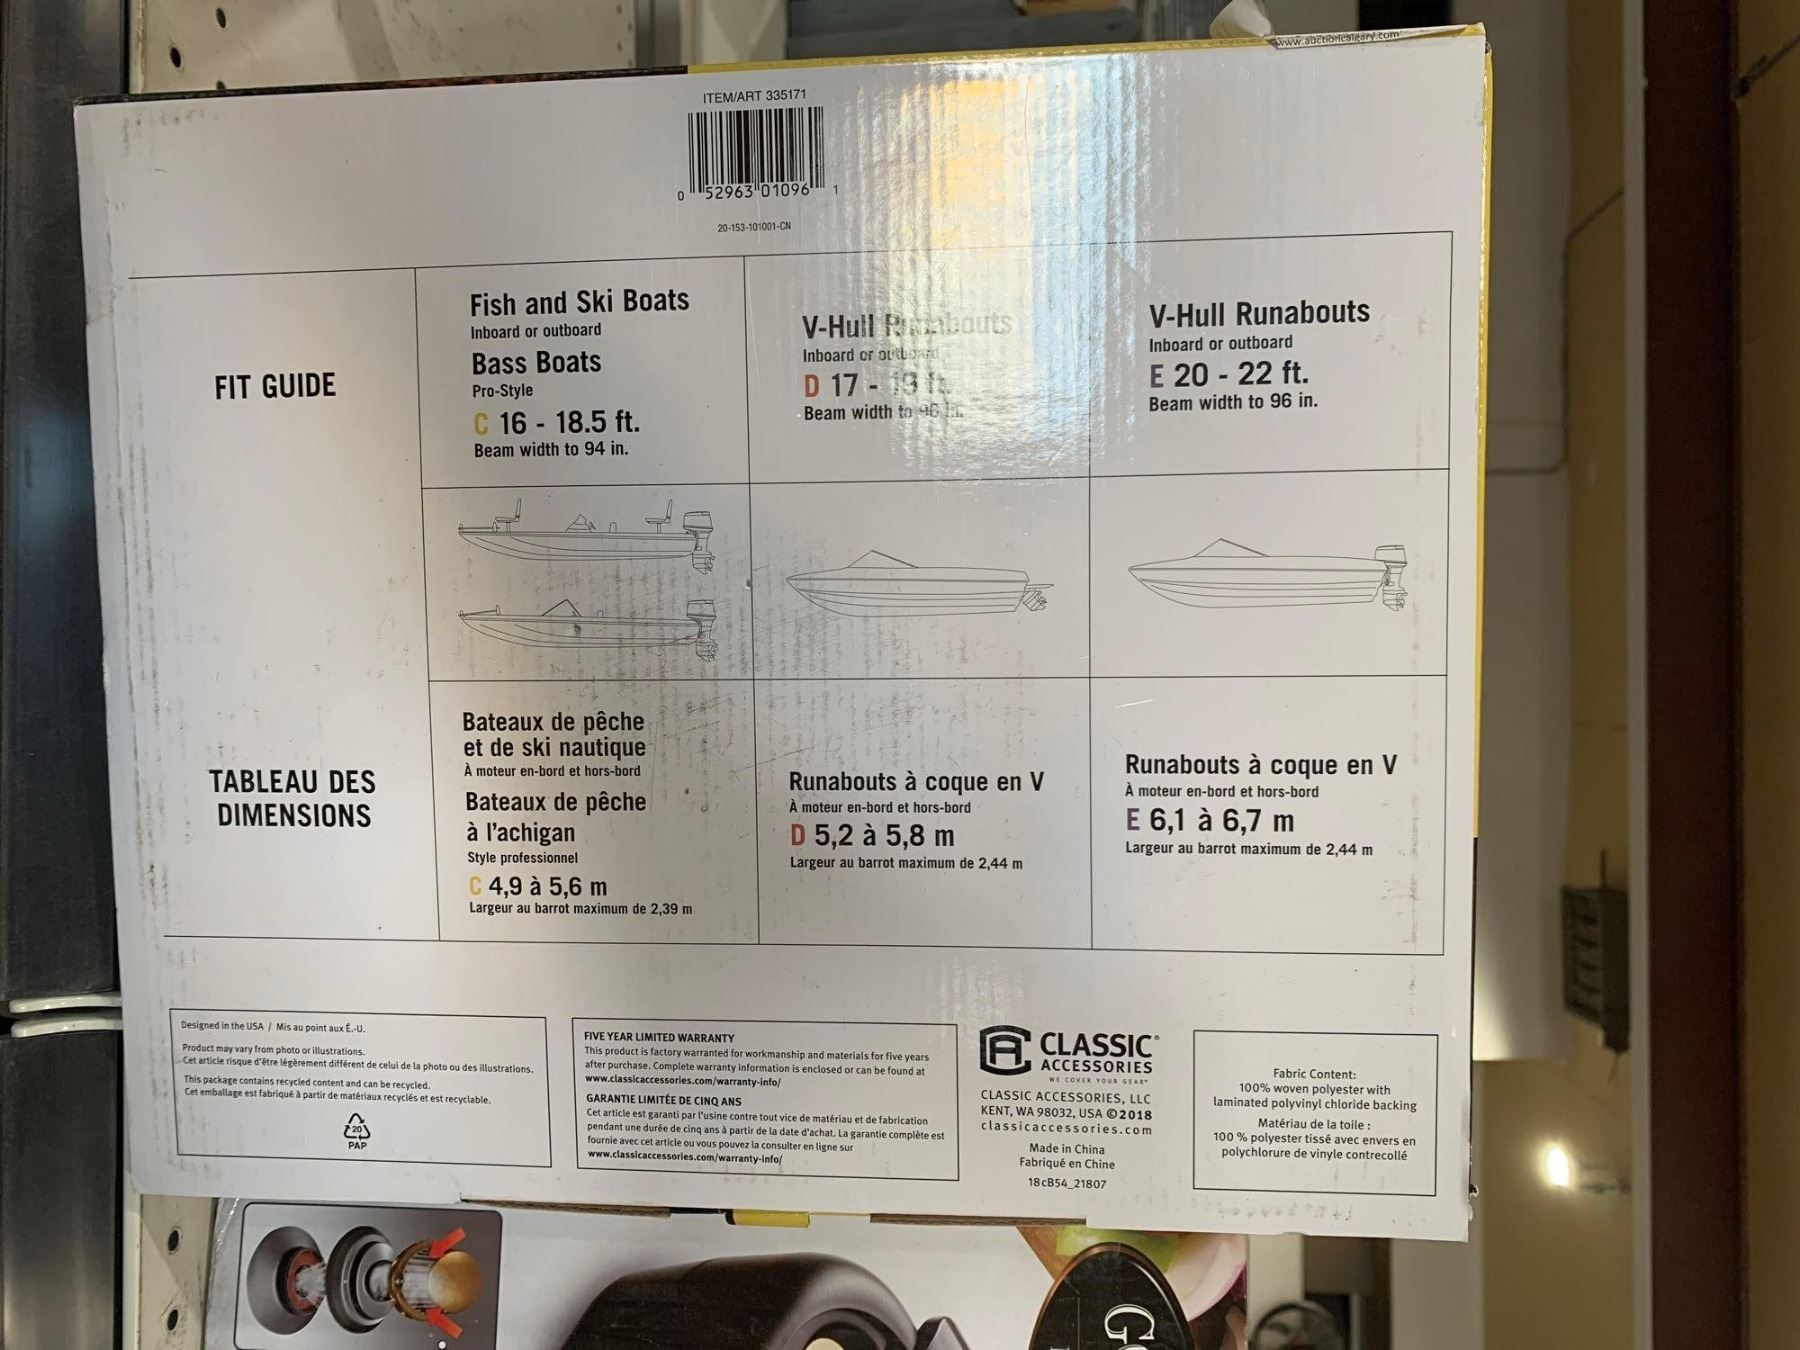 www.auctioncalgary.com
ITEM/ART 335171
0 52963 01096 1
20-153-101001-CN
FIT GUIDE
Fish and Ski Boats
Inboard or outboard
Bass Boats
Pro-Style
C 16 - 18.5 ft.
Beam width to 94 in.
V-Hull Runabouts
Inboard or outboard
D 17 - 19 ft.
Beam width to 96 in.
V-Hull Runabouts
Inboard or outboard
E 20 - 22 ft.
Beam width to 96 in.
TABLEAU DES
DIMENSIONS
Bateaux de pêche
et de ski nautique
À moteur en-bord et hors-bord
Bateaux de pêche
à l'achigan
Style professionnel
C 4,9 à 5,6 m
Largeur au barrot maximum de 2,39 m
Runabouts à coque en V
À moteur en-bord et hors-bord
D 5,2 à 5,8 m
Largeur au barrot maximum de 2,44 m
Runabouts à coque en V
À moteur en-bord et hors-bord
E 6,1 à 6,7 m
Largeur au barrot maximum de 2,44 m
Designed in the USA / Mis au point aux É.-U.
Product may vary from photo or illustrations.
Cet article risque d'être légèrement différent de celui de la photo ou des illustrations.
This package contains recycled content and can be recycled.
Cet emballage est fabriqué à partir de matériaux recyclés et est recyclable.
20
PAP
FIVE YEAR LIMITED WARRANTY
This product is factory warranted for workmanship and materials for five years
after purchase. Complete warranty information is enclosed or can be found at
www.classicaccessories.com/warranty-info/
GARANTIE LIMITÉE DE CINQ ANS
Cet article est garanti par l'usine contre tout vice de matériau et de fabrication
pendant une durée de cinq ans à partir de la date d'achat. La garantie complète est
fournie avec cet article ou vous pouvez la consulter en ligne sur
www.classicaccessories.com/warranty-info/
CLASSIC®
ACCESSORIES
WE COVER YOUR GEAR®
CLASSIC ACCESSORIES, LLC
KENT, WA 98032, USA ©2018
classicaccessories.com
Made in China
Fabriqué en Chine
18cB54_21807
Fabric Content:
100% woven polyester with
laminated polyvinyl chloride backing
Matériau de la toile :
100 % polyester tissé avec envers en
polychlorure de vinyle contrecollé